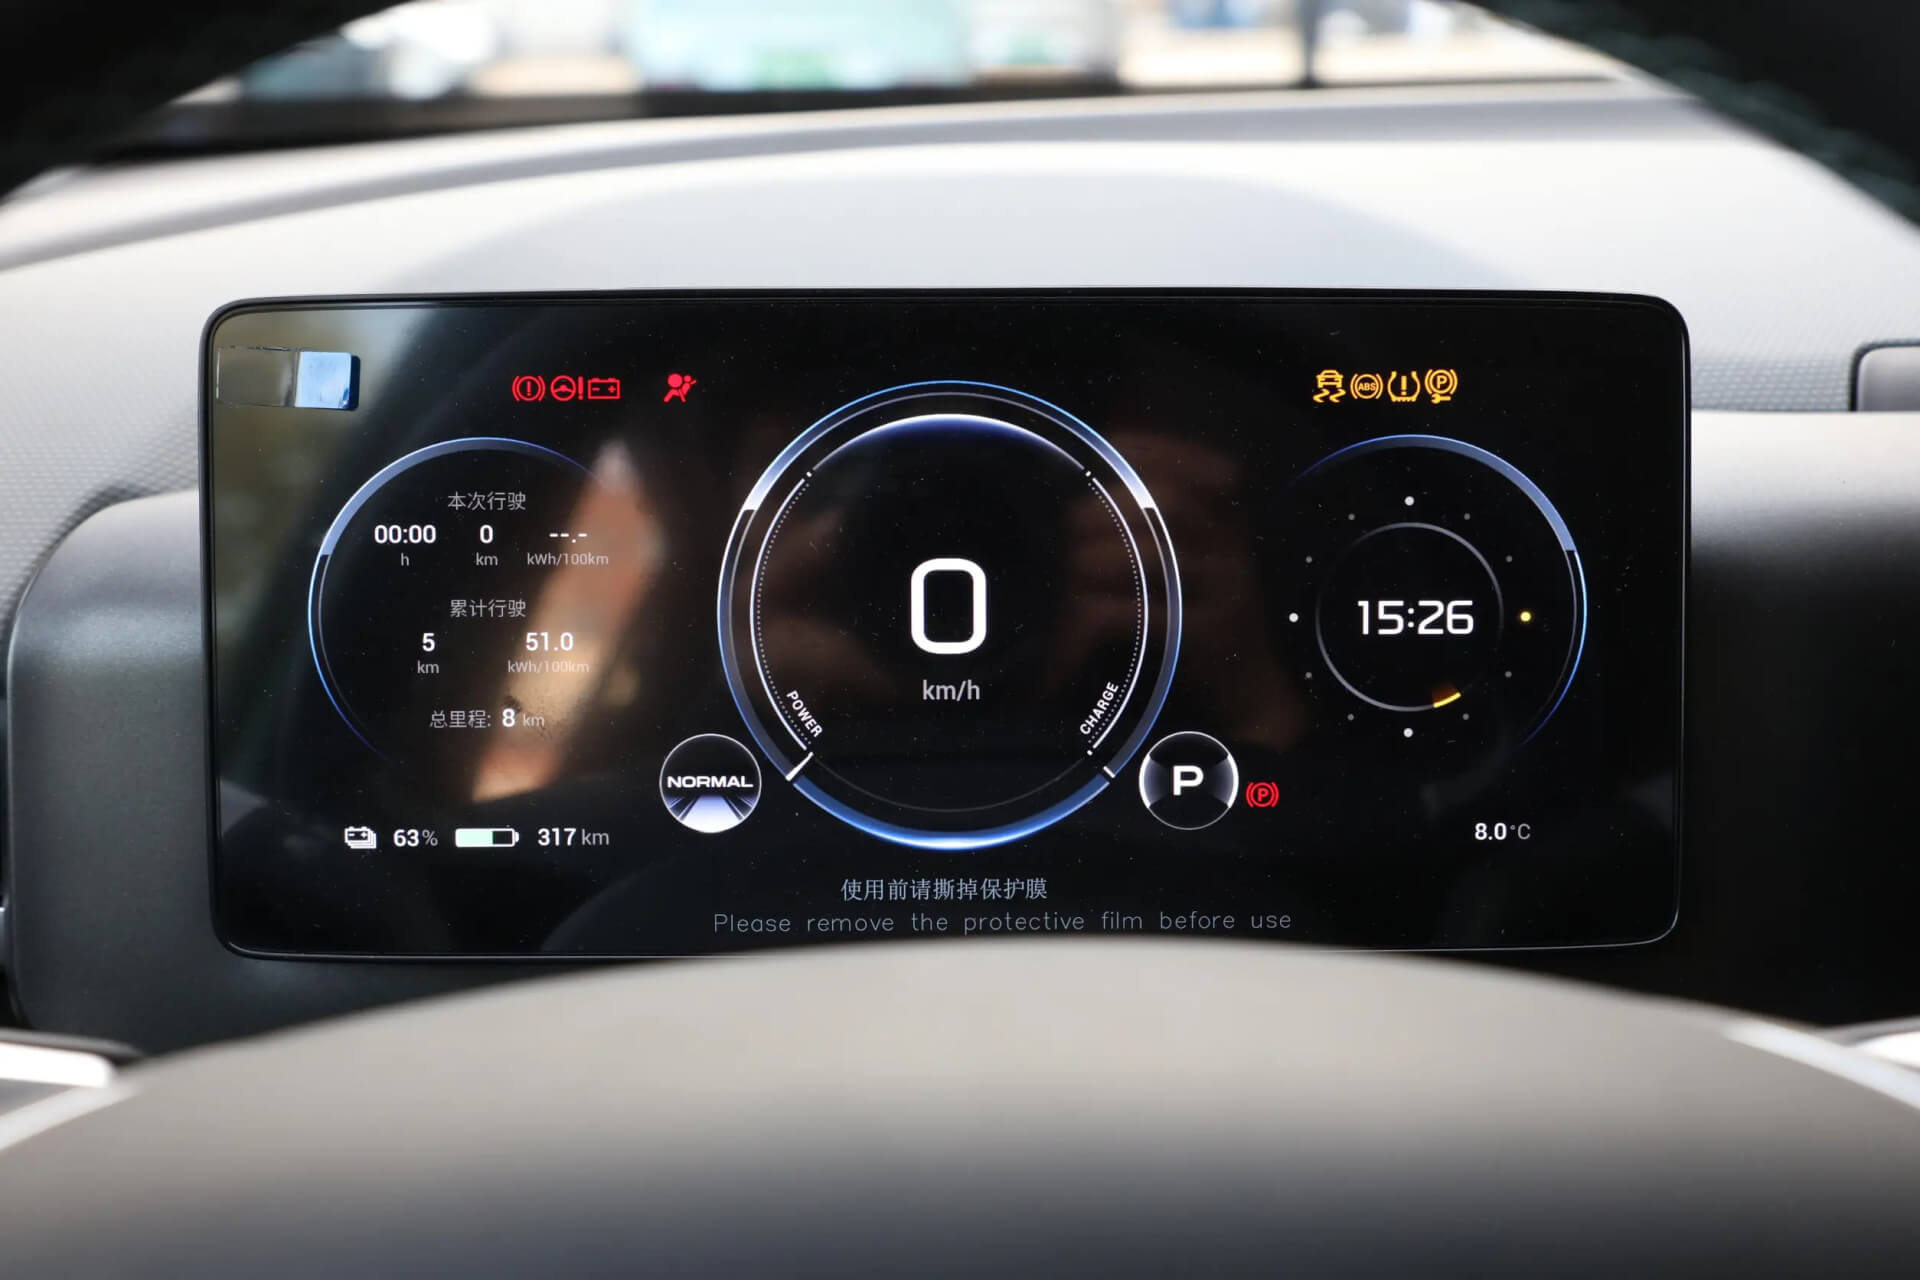 ABS
P
本次行驶
00:00 0 --.-
h km kWh/100km
累计行驶
5 51.0
km kWh/100km
总里程: 8 km
0
km/h
POWER
CHARGE
15:26
NORMAL
P
P
63% 317 km
8.0°C
使用前请撕掉保护膜
Please remove the protective film before use